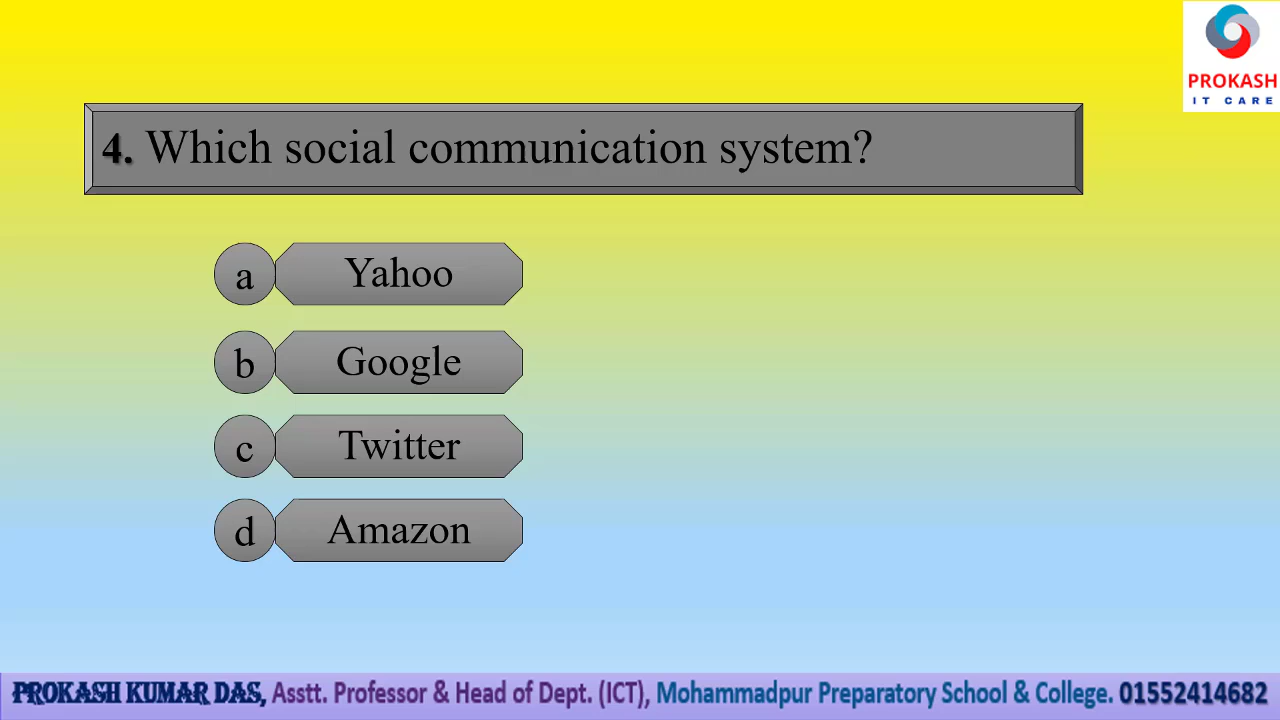 PROKASH
IT CARE
4. Which social communication system?
a Yahoo
b Google
c Twitter
d Amazon
PROKASH KUMAR DAS, Asstt. Professor & Head of Dept. (ICT), Mohammadpur Preparatory School & College. 01552414682